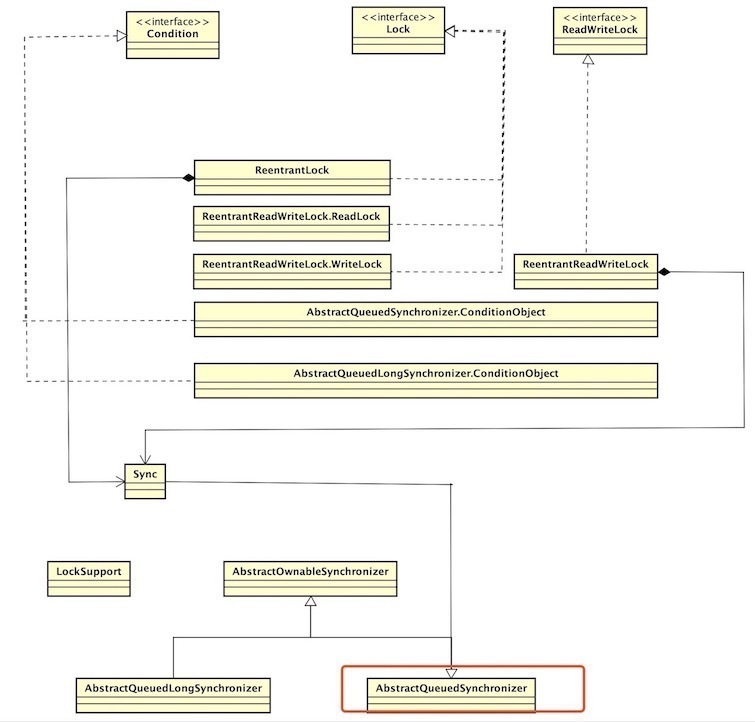 <<interface>>
Condition
<<interface>>
Lock
<<interface>>
ReadWriteLock
ReentrantLock
ReentrantReadWriteLock.ReadLock
ReentrantReadWriteLock.WriteLock
ReentrantReadWriteLock
AbstractQueuedSynchronizer.ConditionObject
AbstractQueuedLongSynchronizer.ConditionObject
Sync
LockSupport
AbstractOwnableSynchronizer
AbstractQueuedLongSynchronizer
AbstractQueuedSynchronizer